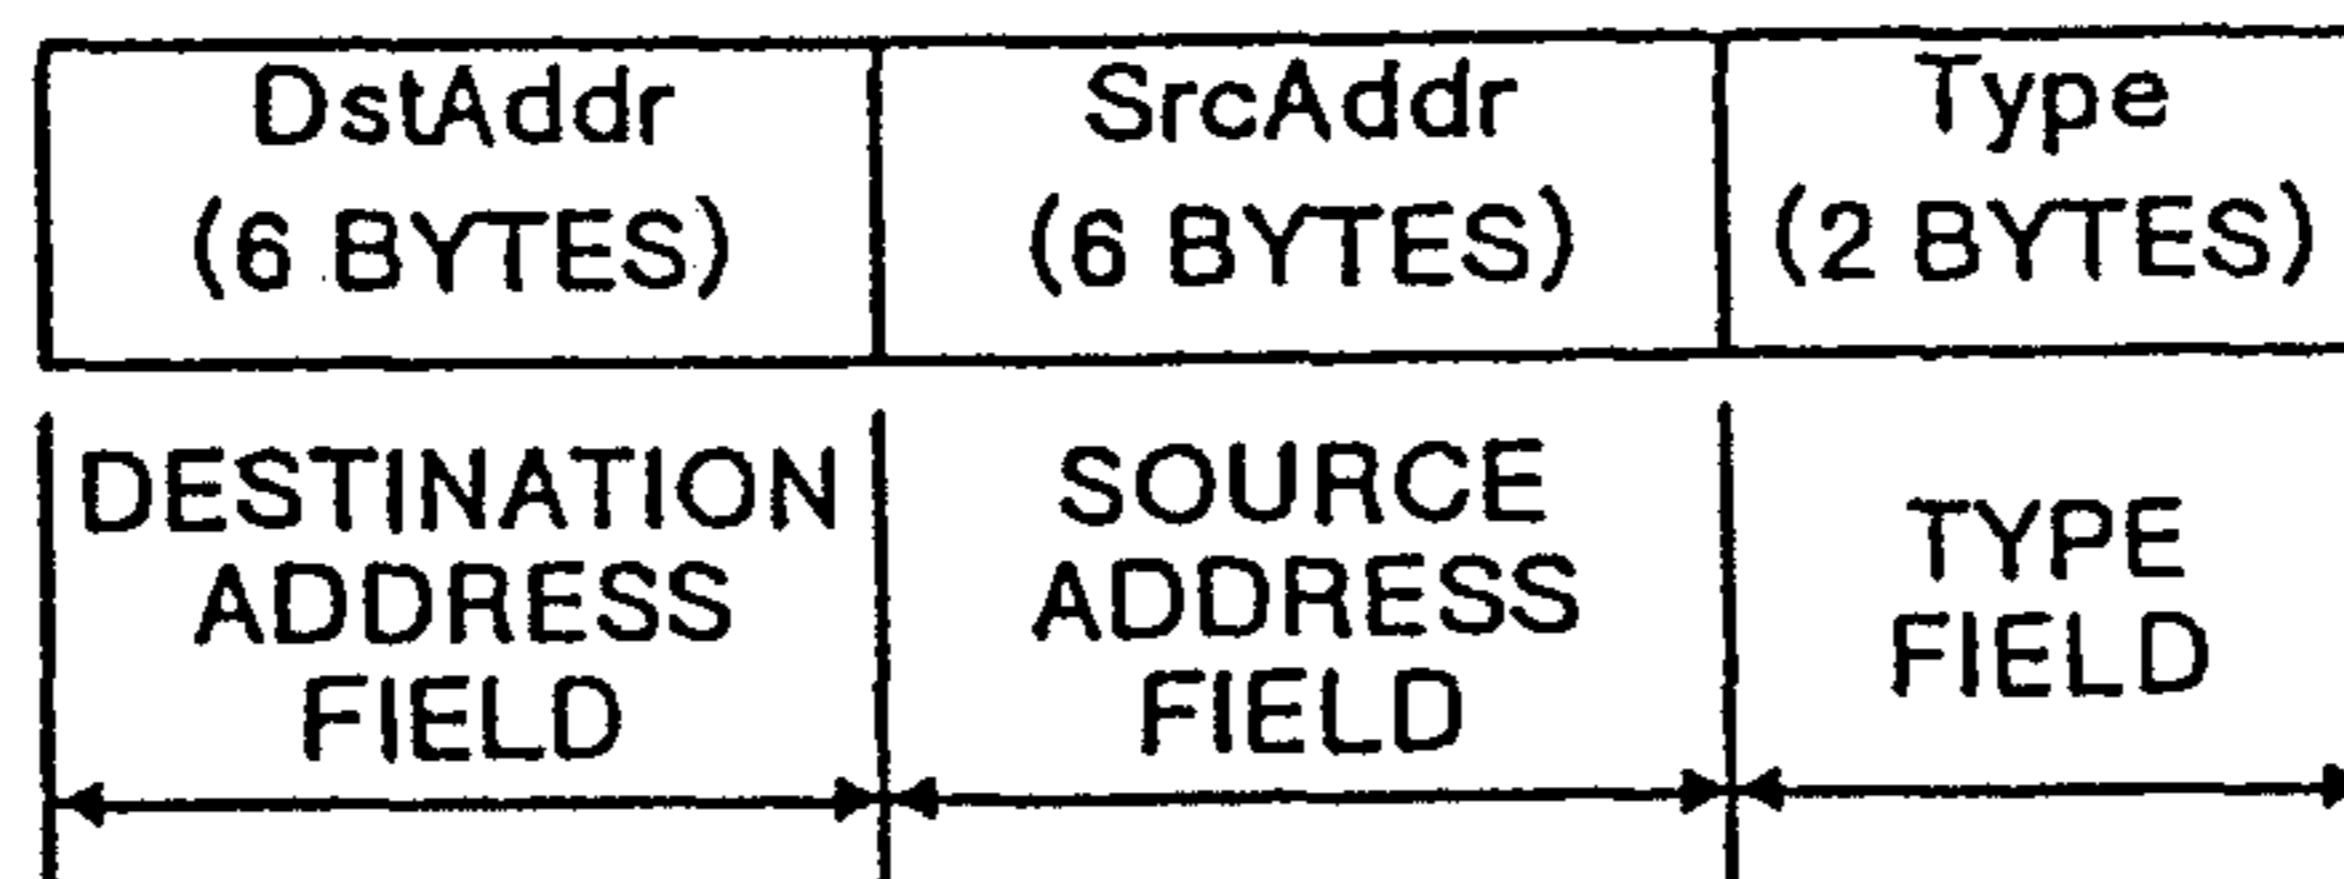 DstAddr
(6 BYTES)
SrcAddr
(6 BYTES)
Type
(2 BYTES)
DESTINATION
ADDRESS
FIELD
SOURCE
ADDRESS
FIELD
TYPE
FIELD